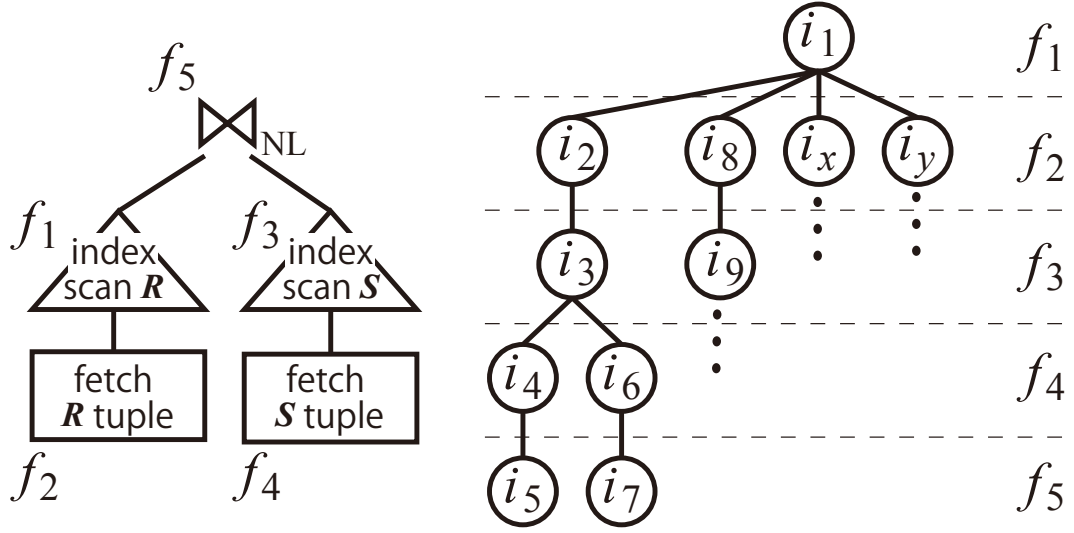 f5
NL
f1
index
scan R
f3
index
scan S
fetch
R tuple
fetch
S tuple
f2
f4
i1
f1
i2
i8
ix
iy
f2
i3
i9
f3
i4
i6
f4
i5
i7
f5